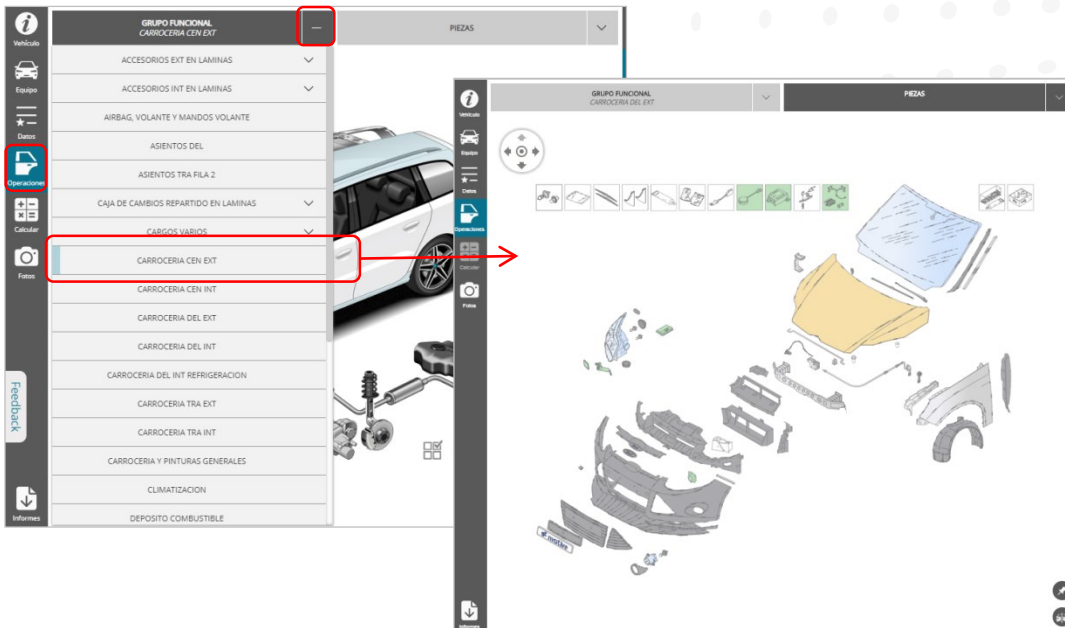 Vehículo
Equipo
Datos
Operaciones
Calcular
Fotos
Feedback
Informes
GRUPO FUNCIONAL
CARROCERIA CEN EXT
PIEZAS
ACCESORIOS EXT EN LAMINAS
ACCESORIOS INT EN LAMINAS
AIRBAG, VOLANTE Y MANDOS VOLANTE
ASIENTOS DEL
ASIENTOS TRA FILA 2
CAJA DE CAMBIOS REPARTIDO EN LAMINAS
CARGOS VARIOS
CARROCERIA CEN EXT
CARROCERIA CEN INT
CARROCERIA DEL EXT
CARROCERIA DEL INT
CARROCERIA DEL INT REFRIGERACION
CARROCERIA TRA EXT
CARROCERIA TRA INT
CARROCERIA Y PINTURAS GENERALES
CLIMATIZACION
DEPOSITO COMBUSTIBLE
Vehículo
Equipo
Datos
Operaciones
Calcular
Fotos
Informes
GRUPO FUNCIONAL
CARROCERIA DEL EXT
PIEZAS